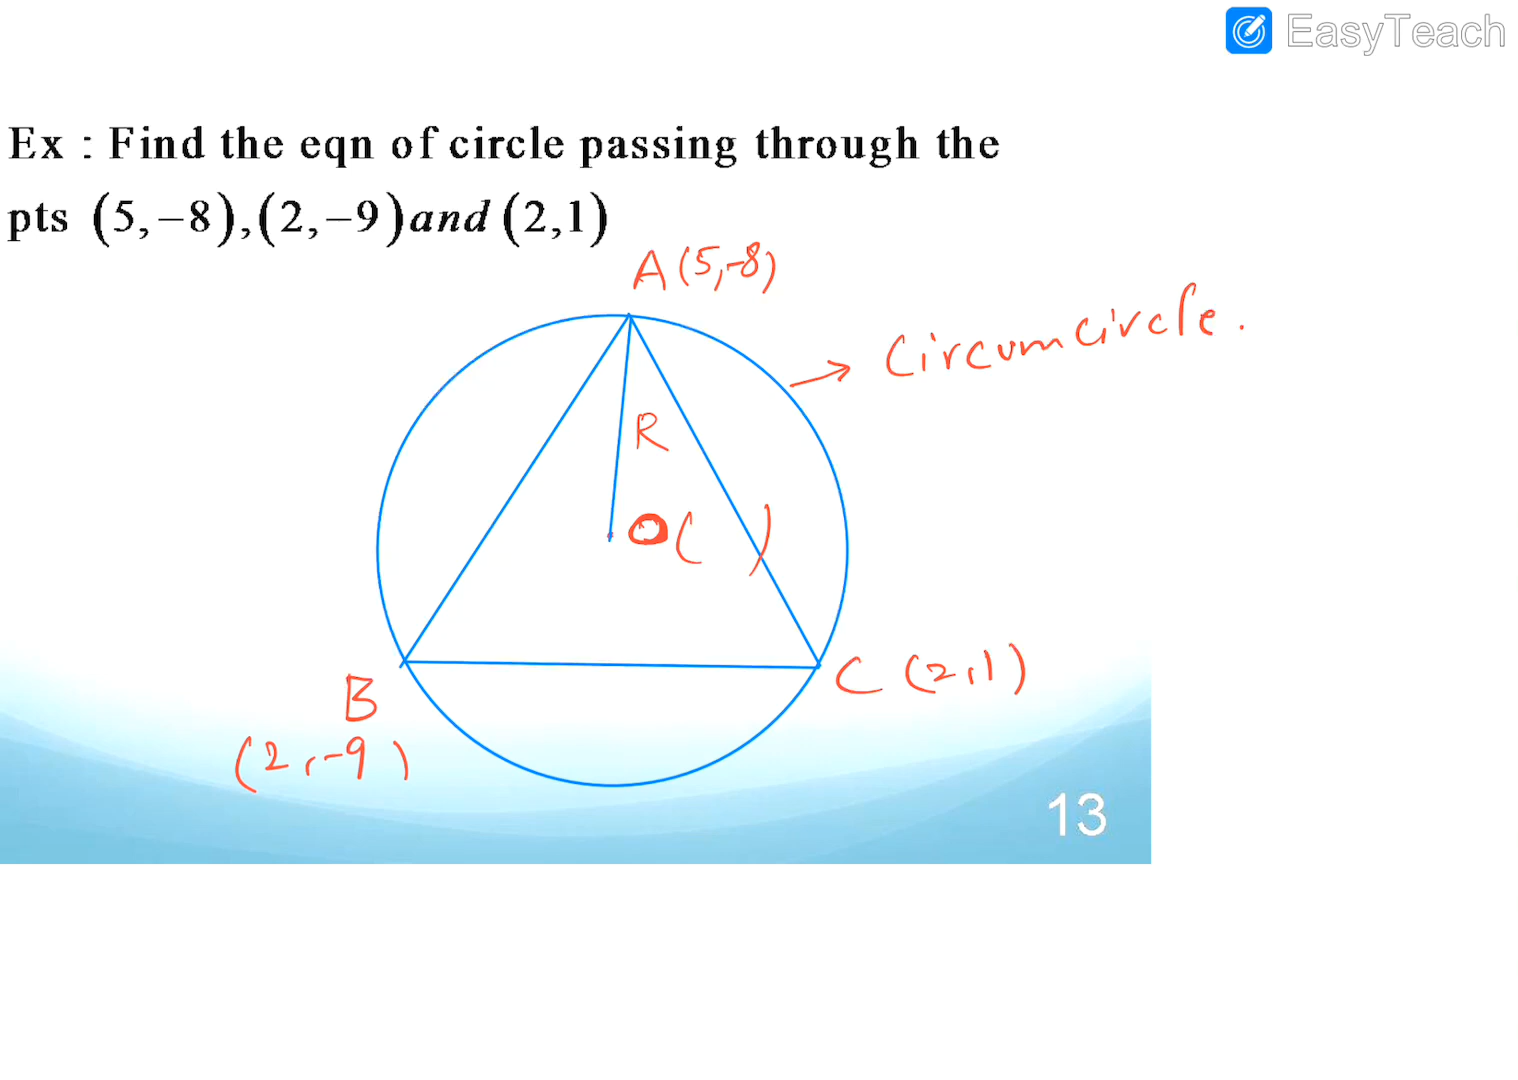 EasyTeach
Ex : Find the eqn of circle passing through the
pts (5,−8),(2,−9)and (2,1)
A (5,-8)
→ Circumcircle.
R
O( )
C (2,1)
B
(2,-9)
13